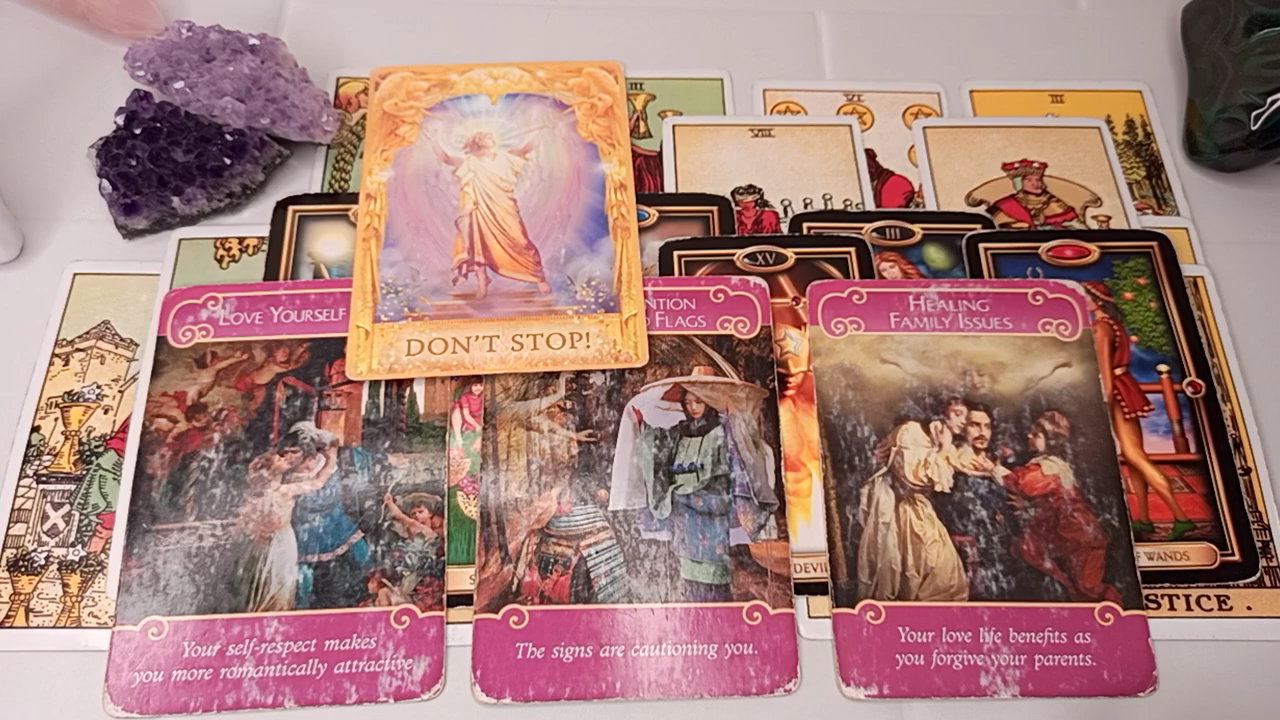 III
VI
III
VIII
III
XV
LOVE YOURSELF
NTION
FLAGS
HEALING
FAMILY ISSUES
DON'T STOP!
DEVIL
F WANDS
STICE.
Your self-respect makes
you more romantically attractive.
The signs are cautioning you.
Your love life benefits as
you forgive your parents.